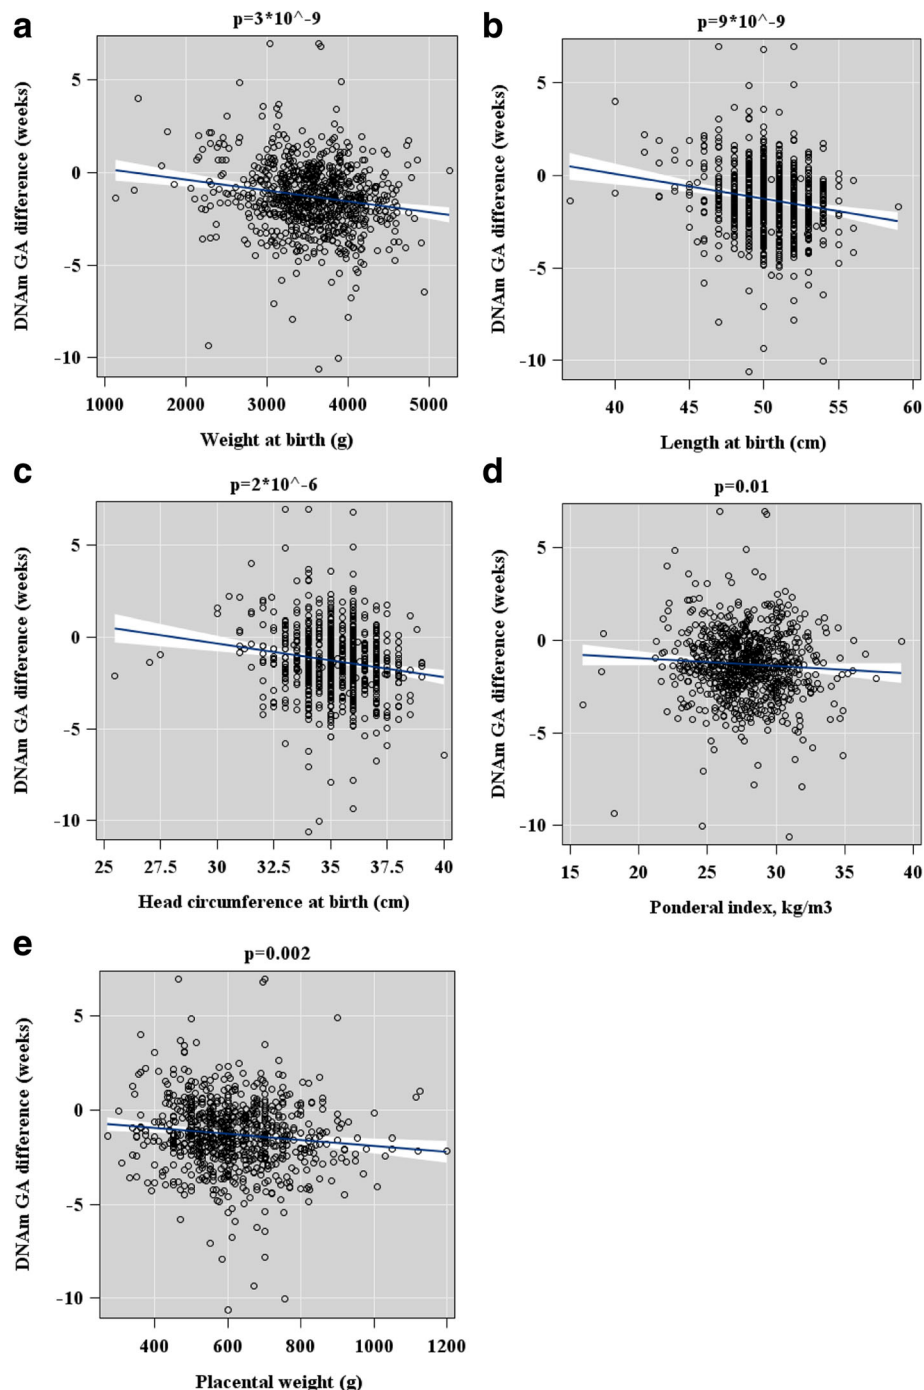 a
p=3*10^-9
DNAm GA difference (weeks)
5
0
-5
-10
1000 2000 3000 4000 5000
Weight at birth (g)
b
p=9*10^-9
DNAm GA difference (weeks)
5
0
-5
-10
40 45 50 55 60
Length at birth (cm)
c
p=2*10^-6
DNAm GA difference (weeks)
5
0
-5
-10
25 27.5 30 32.5 35 37.5 40
Head circumference at birth (cm)
d
p=0.01
DNAm GA difference (weeks)
5
0
-5
-10
15 20 25 30 35 40
Ponderal index, kg/m3
e
p=0.002
DNAm GA difference (weeks)
5
0
-5
-10
400 600 800 1000 1200
Placental weight (g)